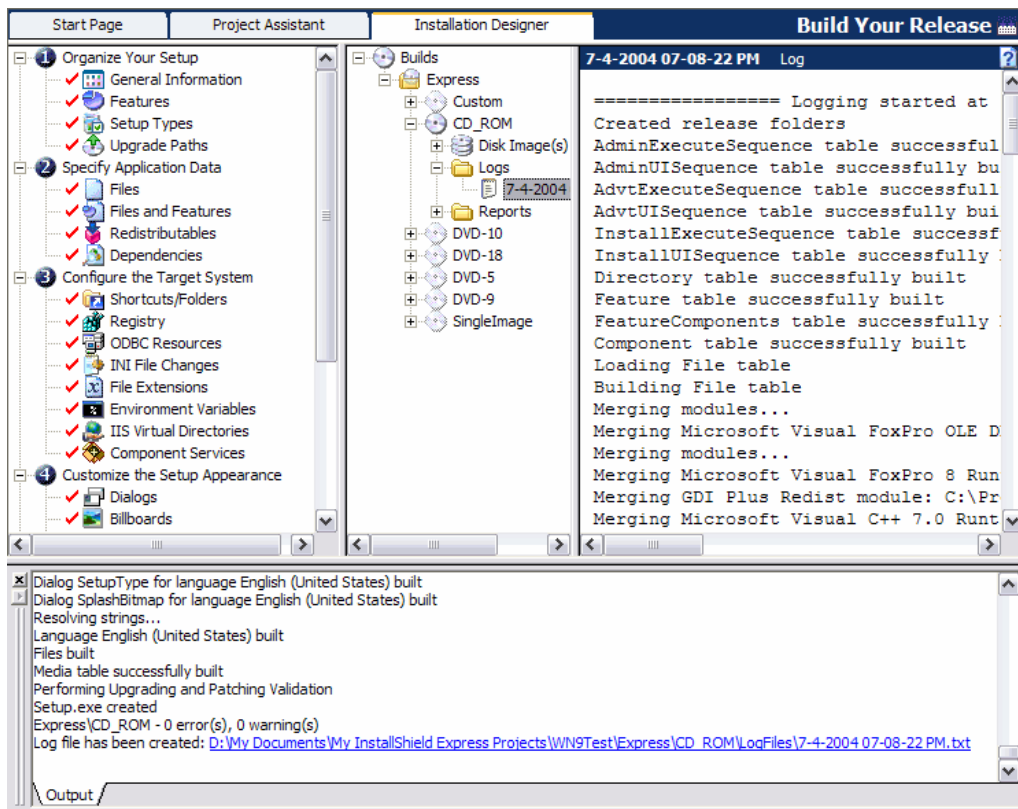 Start Page
Project Assistant
Installation Designer
Build Your Release
1 Organize Your Setup
General Information
Features
Setup Types
Upgrade Paths
2 Specify Application Data
Files
Files and Features
Redistributables
Dependencies
3 Configure the Target System
Shortcuts/Folders
Registry
ODBC Resources
INI File Changes
File Extensions
Environment Variables
IIS Virtual Directories
Component Services
4 Customize the Setup Appearance
Dialogs
Billboards
Builds
Express
Custom
CD_ROM
Disk Image(s)
Logs
7-4-2004
Reports
DVD-10
DVD-18
DVD-5
DVD-9
SingleImage
7-4-2004 07-08-22 PM Log
?
================= Logging started at
Created release folders
AdminExecuteSequence table successful
AdminUISequence table successfully bu
AdvtExecuteSequence table successfull
AdvtUISequence table successfully bui
InstallExecuteSequence table successf
InstallUISequence table successfully
Directory table successfully built
Feature table successfully built
FeatureComponents table successfully
Component table successfully built
Loading File table
Building File table
Merging modules...
Merging Microsoft Visual FoxPro OLE D
Merging modules...
Merging Microsoft Visual FoxPro 8 Run
Merging GDI Plus Redist module: C:\Pr
Merging Microsoft Visual C++ 7.0 Runt
Dialog SetupType for language English (United States) built
Dialog SplashBitmap for language English (United States) built
Resolving strings...
Language English (United States) built
Files built
Media table successfully built
Performing Upgrading and Patching Validation
Setup.exe created
Express\CD_ROM - 0 error(s), 0 warning(s)
Log file has been created: D:\My Documents\My InstallShield Express Projects\WN9Test\Express\CD_ROM\LogFiles\7-4-2004 07-08-22 PM.txt
Output